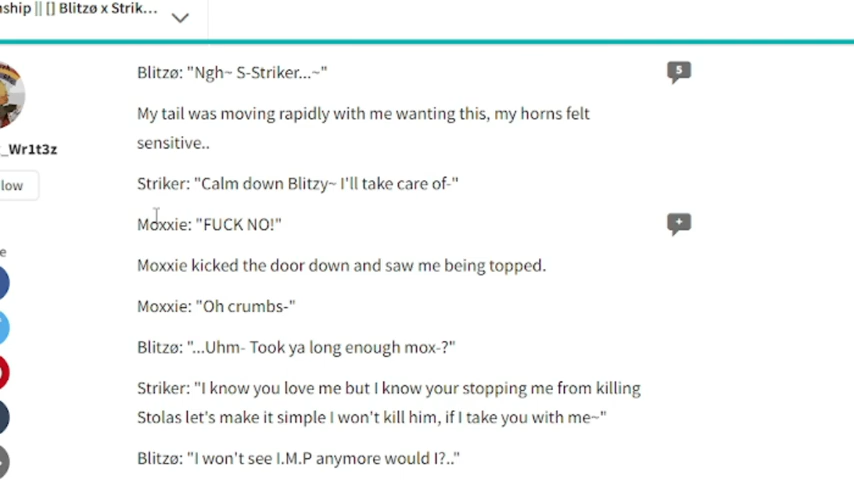 ship || [] Blitzø x Strik...
Blitzø: "Ngh~ S-Striker...~"
5
My tail was moving rapidly with me wanting this, my horns felt
sensitive..
_Wr1t3z
Striker: "Calm down Blitzy~ I'll take care of-"
low
Moxxie: "FUCK NO!"
+
e
Moxxie kicked the door down and saw me being topped.
Moxxie: "Oh crumbs-"
Blitzø: "...Uhm- Took ya long enough mox-?"
Striker: "I know you love me but I know your stopping me from killing
Stolas let's make it simple I won't kill him, if I take you with me~"
Blitzø: "I won't see I.M.P anymore would I?.."